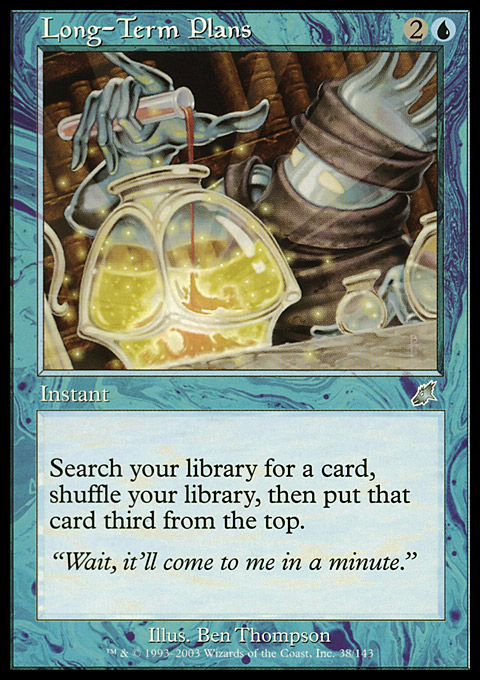 Long-Term Plans 2
Instant
Search your library for a card,
shuffle your library, then put that
card third from the top.
“Wait, it’ll come to me in a minute.”
Illus. Ben Thompson
™ & © 1993-2003 Wizards of the Coast, Inc. 38/143